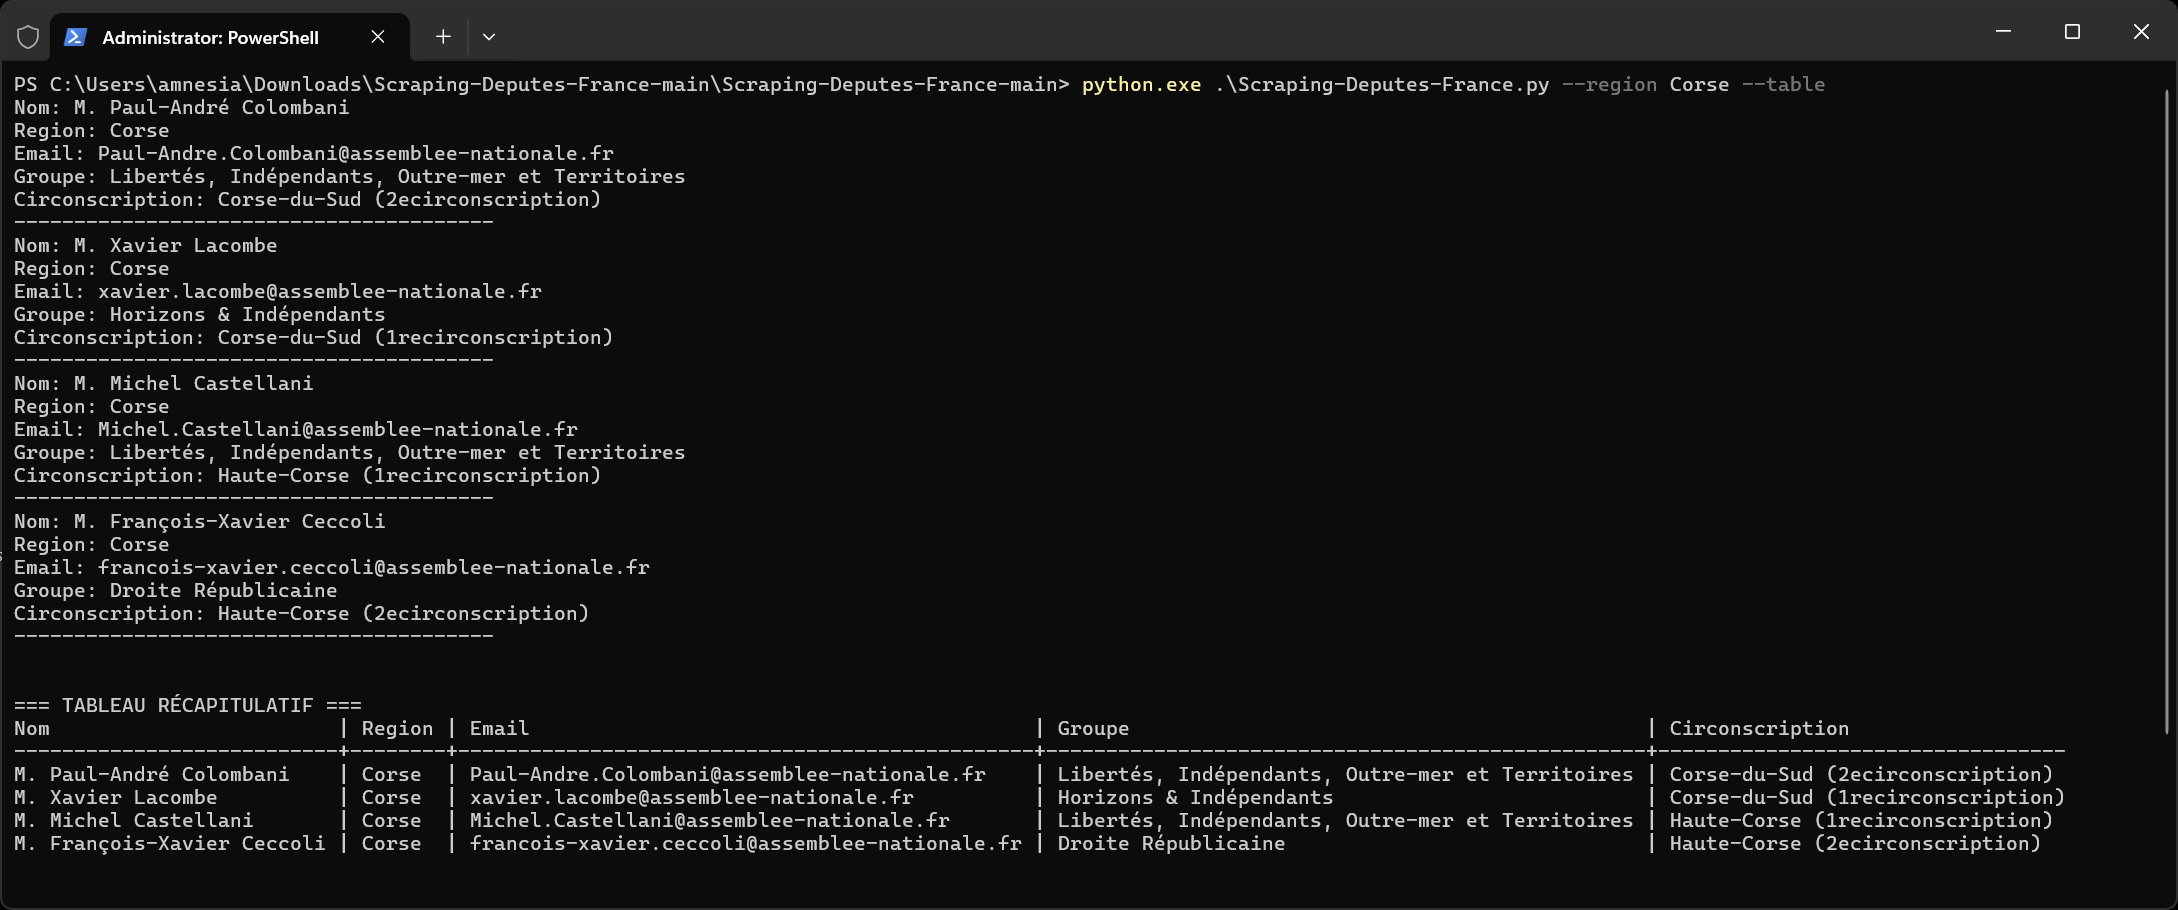 Administrator: PowerShell
PS C:\Users\amnesia\Downloads\Scraping-Deputes-France-main\Scraping-Deputes-France-main> python.exe .\Scraping-Deputes-France.py --region Corse --table
Nom: M. Paul-André Colombani
Region: Corse
Email: Paul-Andre.Colombani@assemblee-nationale.fr
Groupe: Libertés, Indépendants, Outre-mer et Territoires
Circonscription: Corse-du-Sud (2ecirconscription)
----------------------------------------
Nom: M. Xavier Lacombe
Region: Corse
Email: xavier.lacombe@assemblee-nationale.fr
Groupe: Horizons & Indépendants
Circonscription: Corse-du-Sud (1recirconscription)
----------------------------------------
Nom: M. Michel Castellani
Region: Corse
Email: Michel.Castellani@assemblee-nationale.fr
Groupe: Libertés, Indépendants, Outre-mer et Territoires
Circonscription: Haute-Corse (1recirconscription)
----------------------------------------
Nom: M. François-Xavier Ceccoli
Region: Corse
Email: francois-xavier.ceccoli@assemblee-nationale.fr
Groupe: Droite Républicaine
Circonscription: Haute-Corse (2ecirconscription)
----------------------------------------
=== TABLEAU RÉCAPITULATIF ===
Nom                        | Region | Email                                          | Groupe                                           | Circonscription
---------------------------+--------+------------------------------------------------+--------------------------------------------------+----------------------------------
M. Paul-André Colombani    | Corse  | Paul-Andre.Colombani@assemblee-nationale.fr    | Libertés, Indépendants, Outre-mer et Territoires | Corse-du-Sud (2ecirconscription)
M. Xavier Lacombe          | Corse  | xavier.lacombe@assemblee-nationale.fr          | Horizons & Indépendants                          | Corse-du-Sud (1recirconscription)
M. Michel Castellani       | Corse  | Michel.Castellani@assemblee-nationale.fr       | Libertés, Indépendants, Outre-mer et Territoires | Haute-Corse (1recirconscription)
M. François-Xavier Ceccoli | Corse  | francois-xavier.ceccoli@assemblee-nationale.fr | Droite Républicaine                              | Haute-Corse (2ecirconscription)